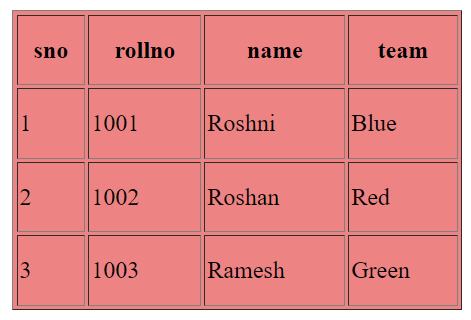 sno rollno name team
1 1001 Roshni Blue
2 1002 Roshan Red
3 1003 Ramesh Green